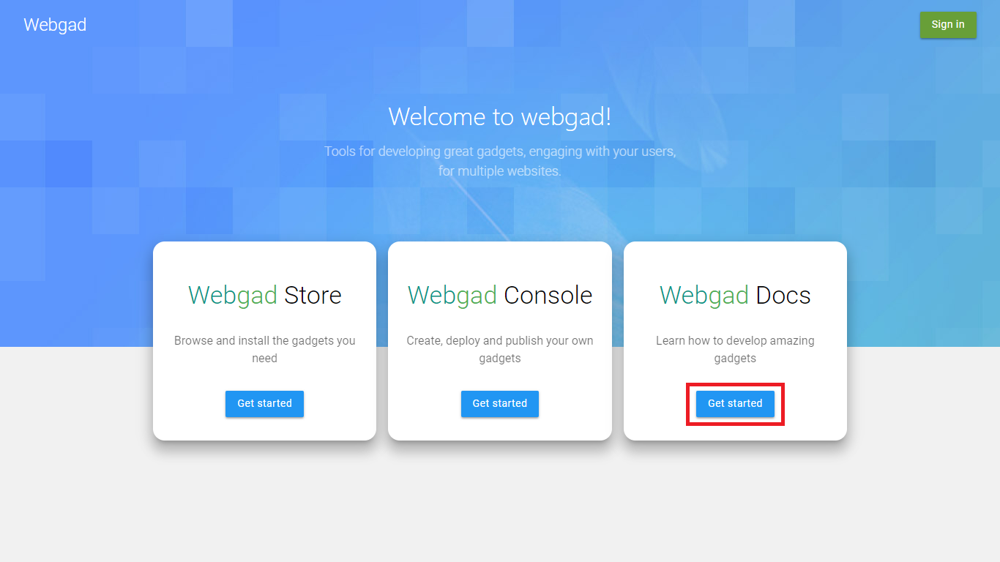 Webgad
Sign in
Welcome to webgad!
Tools for developing great gadgets, engaging with your users,
for multiple websites.
Webgad Store
Browse and install the gadgets you
need
Get started
Webgad Console
Create, deploy and publish your own
gadgets
Get started
Webgad Docs
Learn how to develop amazing
gadgets
Get started